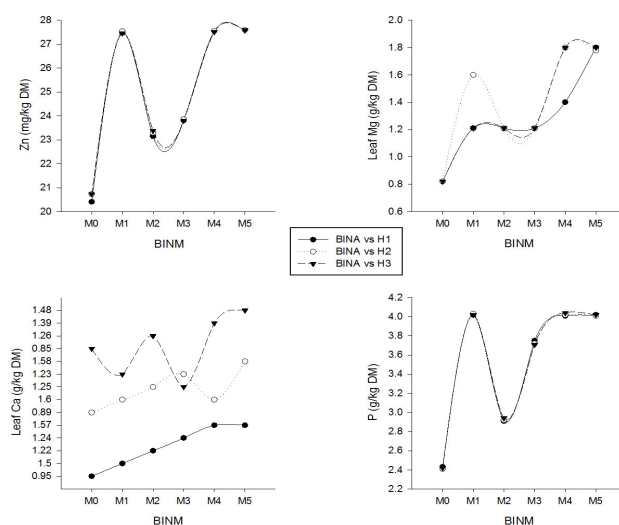 28
27
26
25
24
23
22
21
20
Zn (mg/kg DM)
M0 M1 M2 M3 M4 M5
BINM
2.0
1.8
1.6
1.4
1.2
1.0
0.8
0.6
Leaf Mg (g/kg DM)
M0 M1 M2 M3 M4 M5
BINM
BINA vs H1
BINA vs H2
BINA vs H3
1.48
1.39
1.26
0.85
1.58
1.23
1.25
1.6
0.89
1.57
1.24
1.22
1.5
0.95
Leaf Ca (g/kg DM)
M0 M1 M2 M3 M4 M5
BINM
4.2
4.0
3.8
3.6
3.4
3.2
3.0
2.8
2.6
2.4
2.2
P (g/kg DM)
M0 M1 M2 M3 M4 M5
BINM